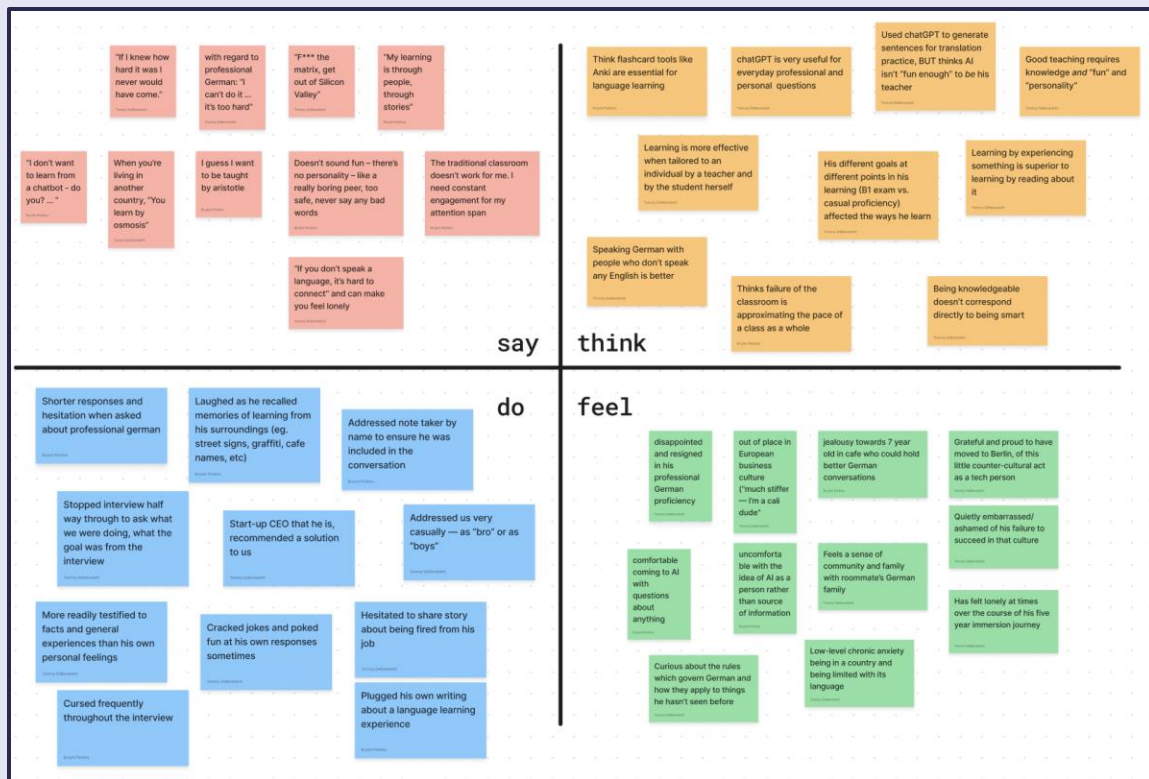 "If I knew how
hard it was I
never would
have come."
with regard to
professional
German: "I
can't do it ...
it's too hard"
"F*** the
matrix, get
out of Silicon
Valley"
"My learning
is through
people,
through
stories"
"I don't want
to learn from
a chatbot - do
you? ... "
When you're
living in
another
country, "You
learn by
osmosis"
I guess I want
to be taught
by aristotle
Doesn't sound fun – there's
no personality – like a
really boring peer, too
safe, never say any bad
words
The traditional classroom
doesn't work for me. I
need constant
engagement for my
attention span
"If you don't speak a
language, it's hard to
connect" and can make
you feel lonely
say
Think flashcard tools like
Anki are essential for
language learning
chatGPT is very useful for
everyday professional and
personal questions
Used chatGPT to generate
sentences for translation
practice, BUT thinks AI
isn't "fun enough" to be his
teacher
Good teaching requires
knowledge and "fun" and
"personality"
Learning is more effective
when tailored to an
individual by a teacher and
by the student herself
His different goals at
different points in his
learning (B1 exam vs.
casual proficiency)
affected the ways he learn
Learning by experiencing
something is superior to
learning by reading about
it
Speaking German with
people who don't speak
any English is better
Thinks failure of the
classroom is
approximating the pace of
a class as a whole
Being knowledgeable
doesn't correspond
directly to being smart
think
do
Shorter responses and
hesitation when asked
about professional german
Laughed as he recalled
memories of learning from
his surroundings (eg.
street signs, graffiti, cafe
names, etc)
Addressed note taker by
name to ensure he was
included in the
conversation
Stopped interview half
way through to ask what
we were doing, what the
goal was from the
interview
Start-up CEO that he is,
recommended a solution
to us
Addressed us very
casually — as "bro" or as
"boys"
More readily testified to
facts and general
experiences than his own
personal feelings
Cracked jokes and poked
fun at his own responses
sometimes
Hesitated to share story
about being fired from his
job
Cursed frequently
throughout the interview
Plugged his own writing
about a language learning
experience
feel
disappointed
and resigned
in his
professional
German
proficiency
out of place in
European
business
culture
("much stiffer
— I'm a cali
dude"
jealousy towards 7 year
old in cafe who could hold
better German
conversations
Grateful and proud to have
moved to Berlin, of this
little counter-cultural act
as a tech person
Quietly embarrassed/
ashamed of his failure to
succeed in that culture
comfortable
coming to AI
with
questions
about
anything
uncomforta
ble with the
idea of AI as a
person rather
than source
of information
Feels a sense of
community and family
with roommate's German
family
Has felt lonely at times
over the course of his five
year immersion journey
Curious about the rules
which govern German and
how they apply to things
he hasn't seen before
Low-level chronic anxiety
being in a country and
being limited with its
language